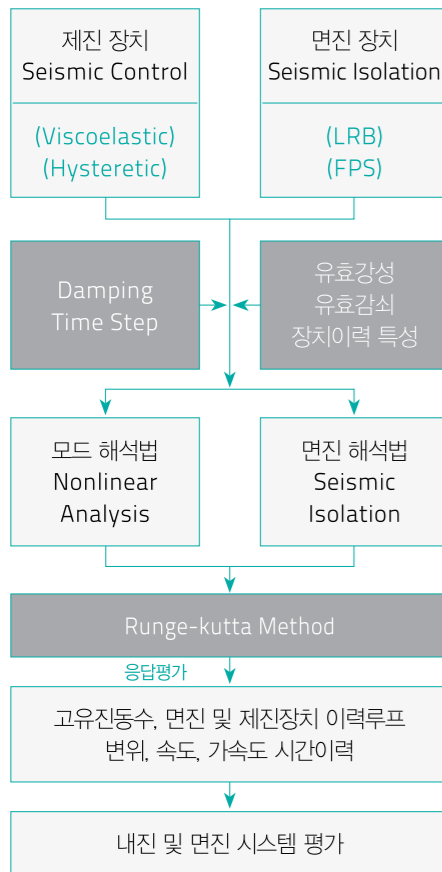 제진 장치
Seismic Control
(Viscoelastic)
(Hysteretic)
면진 장치
Seismic Isolation
(LRB)
(FPS)
Damping
Time Step
유효강성
유효감쇠
장치이력 특성
모드 해석법
Nonlinear
Analysis
면진 해석법
Seismic
Isolation
Runge-kutta Method
응답평가
고유진동수, 면진 및 제진장치 이력루프
변위, 속도, 가속도 시간이력
내진 및 면진 시스템 평가